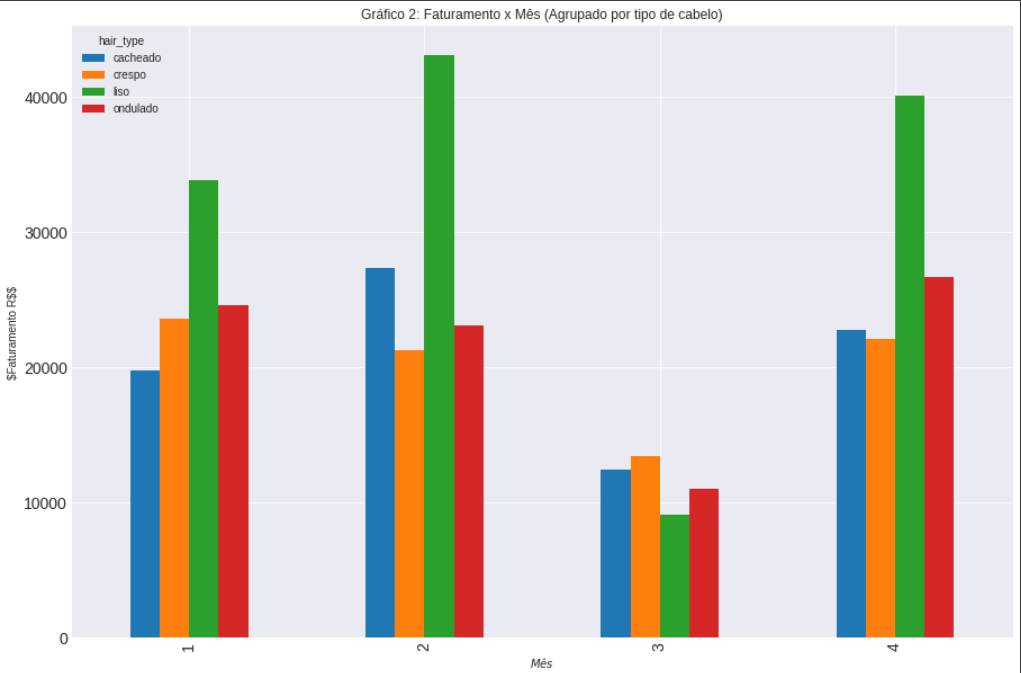 Gráfico 2: Faturamento x Mês (Agrupado por tipo de cabelo)
hair_type
cacheado
crespo
liso
ondulado
$Faturamento R$$
40000
30000
20000
10000
0
1
2
3
4
Mês